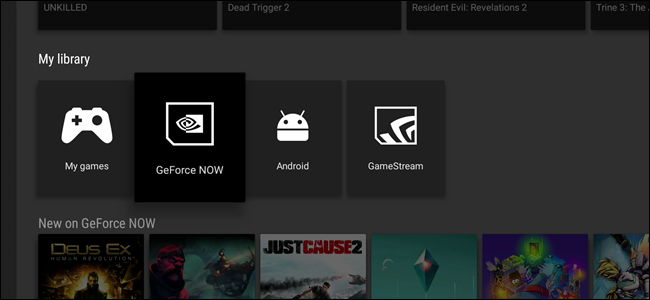 UNKILLED
Dead Trigger 2
Resident Evil: Revelations 2
Trine 3: The
My library
My games
GeForce NOW
Android
GameStream
New on GeForce NOW
DEUS EX
HUMAN REVOLUTION
JUST CAUSE 2